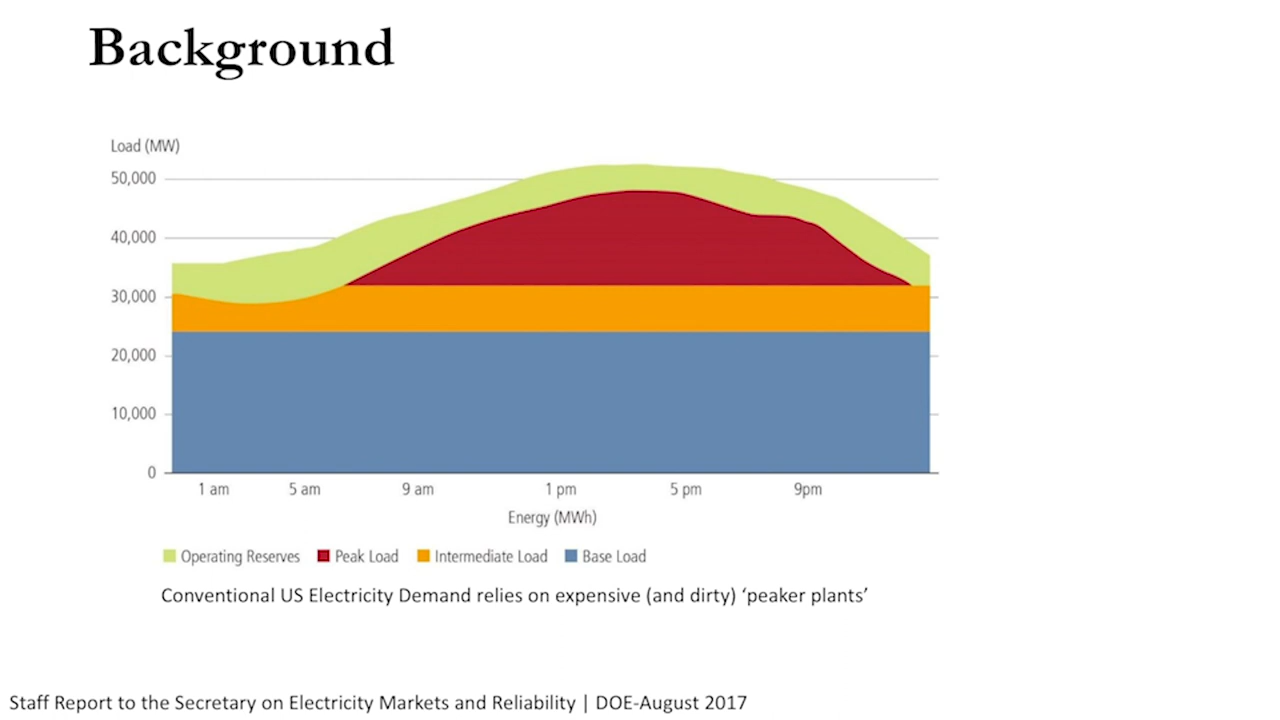 Background
Load (MW)
50,000
40,000
30,000
20,000
10,000
0
1 am 5 am 9 am 1 pm 5 pm 9pm
Energy (MWh)
Operating Reserves Peak Load Intermediate Load Base Load
Conventional US Electricity Demand relies on expensive (and dirty) ‘peaker plants’
Staff Report to the Secretary on Electricity Markets and Reliability | DOE-August 2017